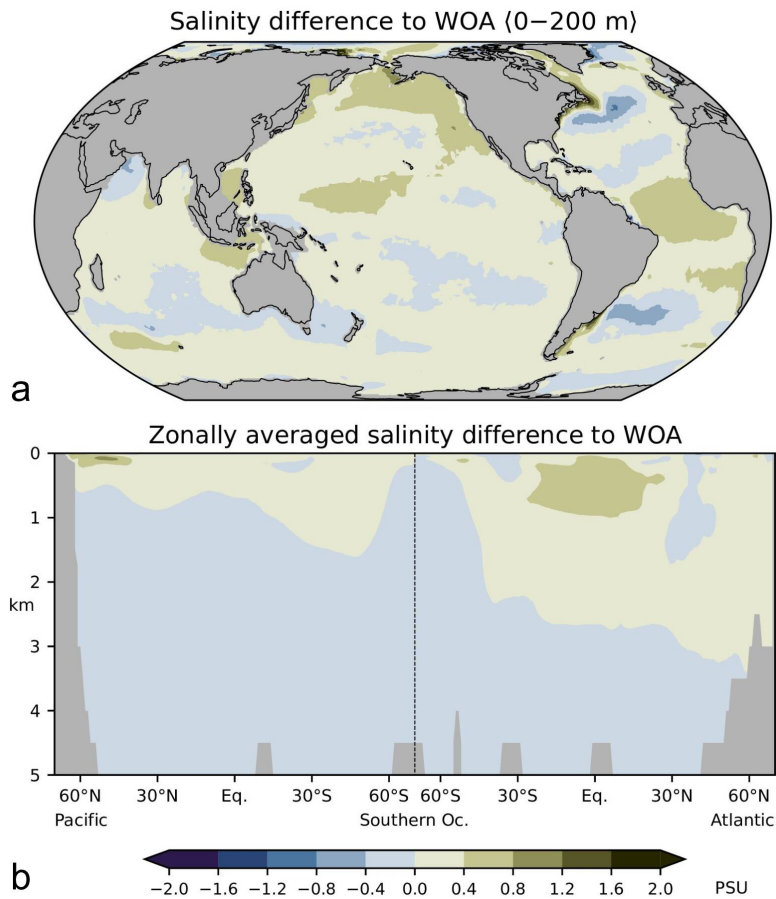 Salinity difference to WOA ⟨0−200 m⟩
a
Zonally averaged salinity difference to WOA
0
1
2
km
3
4
5
60°N 30°N Eq. 30°S 60°S 60°S 30°S Eq. 30°N 60°N
Pacific Southern Oc. Atlantic
b
−2.0 −1.6 −1.2 −0.8 −0.4 0.0 0.4 0.8 1.2 1.6 2.0 PSU